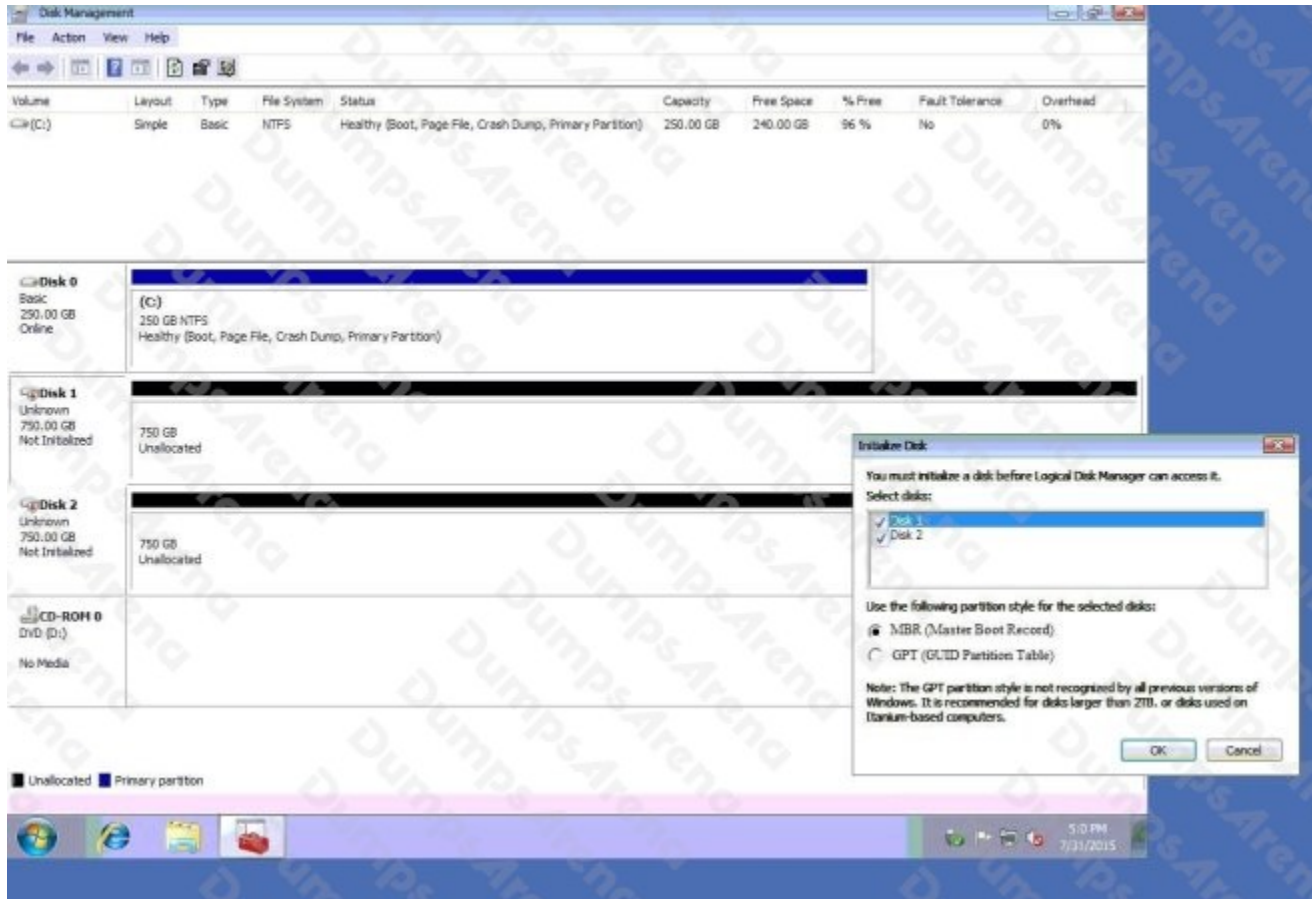 Disk Management
File Action View Help
Volume Layout Type File System Status Capacity Free Space % Free Fault Tolerance Overhead
(C:) Simple Basic NTFS Healthy (Boot, Page File, Crash Dump, Primary Partition) 250.00 GB 240.00 GB 96 % No 0%
Disk 0
Basic
250.00 GB
Online
(C:)
250 GB NTFS
Healthy (Boot, Page File, Crash Dump, Primary Partition)
Disk 1
Unknown
750.00 GB
Not Initialized
750 GB
Unallocated
Disk 2
Unknown
750.00 GB
Not Initialized
750 GB
Unallocated
CD-ROM 0
DVD (D:)
No Media
Unallocated Primary partition
Initialize Disk
You must initialize a disk before Logical Disk Manager can access it.
Select disks:
Disk 1
Disk 2
Use the following partition style for the selected disks:
MBR (Master Boot Record)
GPT (GUID Partition Table)
Note: The GPT partition style is not recognized by all previous versions of
Windows. It is recommended for disks larger than 2TB. or disks used on
Itanium-based computers.
OK Cancel
5:0 PM
7/31/2015
DumpsArena